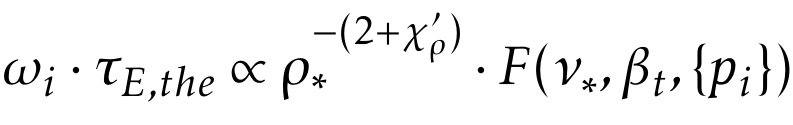 ω_i · τ_{E,the} ∝ ρ_*^{-(2+χ'_ρ)} · F(ν_*, β_t, {p_i})